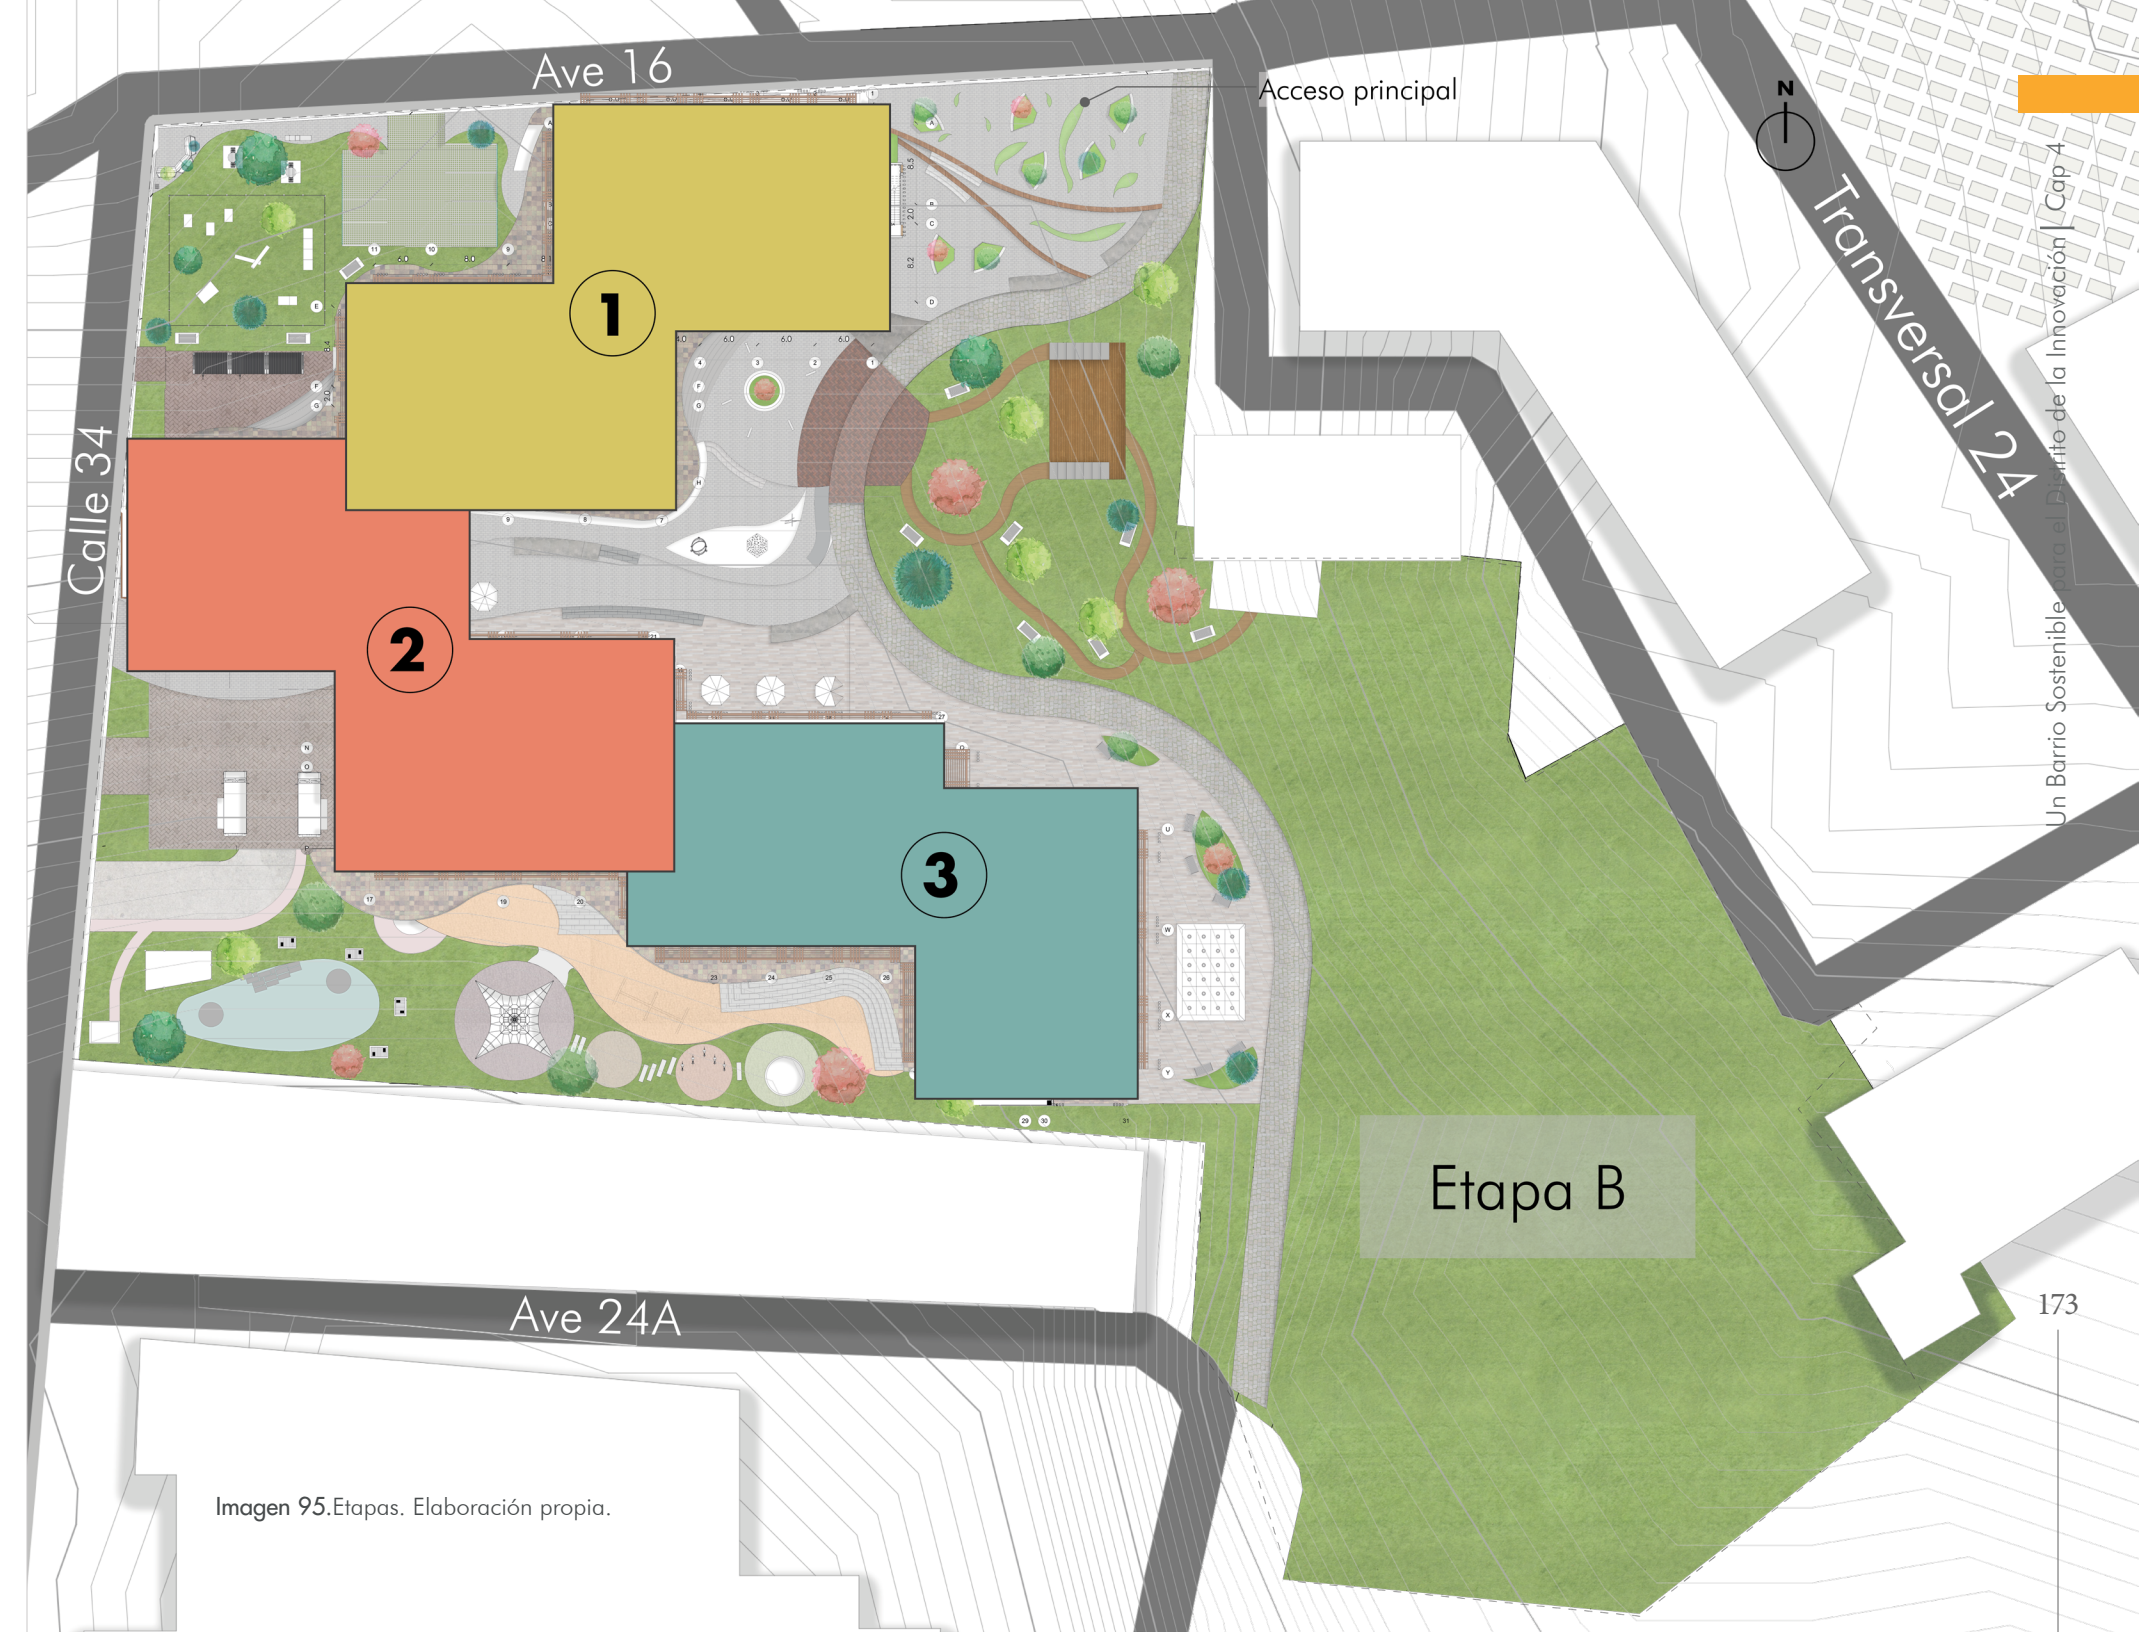 Ave 16
Acceso principal
N
Transversal 24
Calle 34
1
2
3
Etapa B
Ave 24A
Un Barrio Sostenible para el Distrito de la Innovación | Cap 4
173
Imagen 95.Etapas. Elaboración propia.